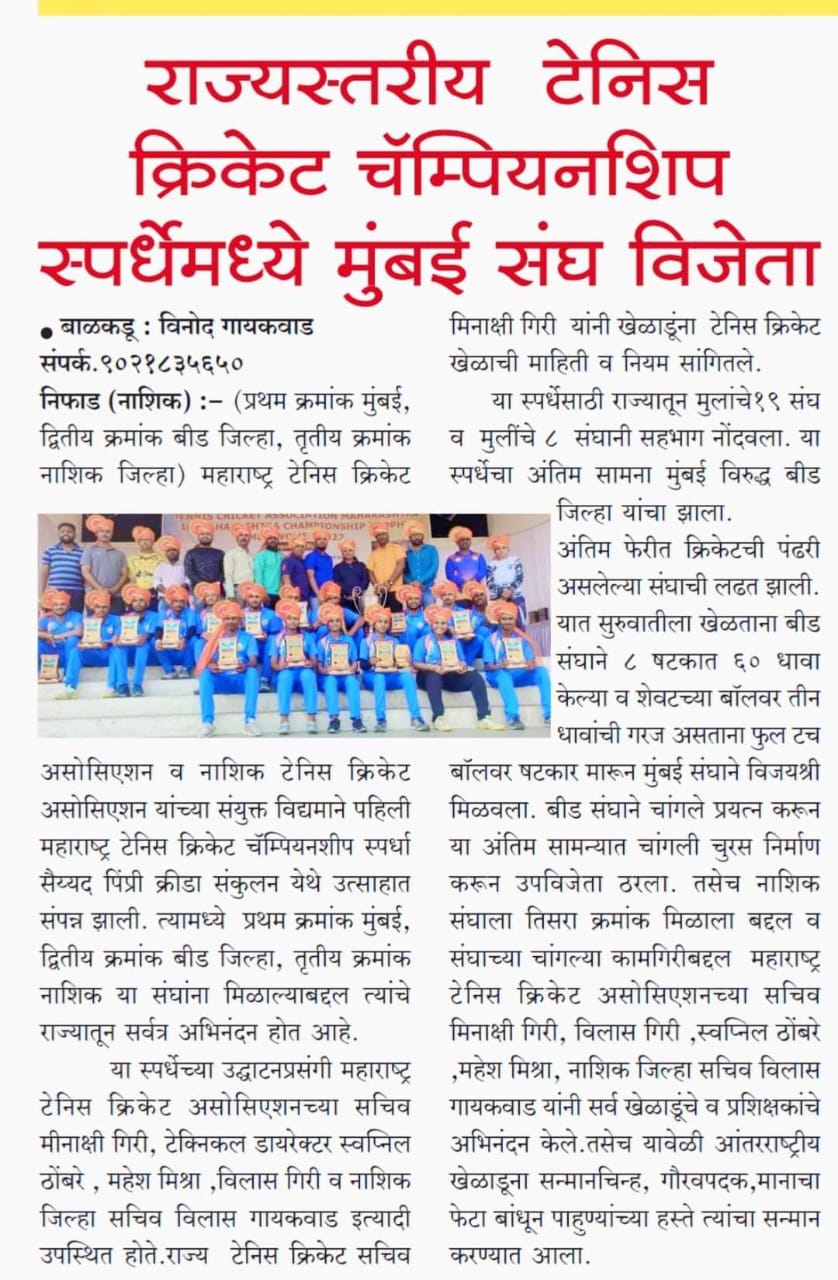 राज्यस्तरीय टेनिस
क्रिकेट चॅम्पियनशिप
स्पर्धेमध्ये मुंबई संघ विजेता
● बाळकडू : विनोद गायकवाड
संपर्क.९०२१८३५६५०
निफाड (नाशिक) :– (प्रथम क्रमांक मुंबई,
द्वितीय क्रमांक बीड जिल्हा, तृतीय क्रमांक
नाशिक जिल्हा) महाराष्ट्र टेनिस क्रिकेट
TENNIS CRICKET ASSOCIATION MAHARASHTRA
CHAMPIONSHIP
असोसिएशन व नाशिक टेनिस क्रिकेट
असोसिएशन यांच्या संयुक्त विद्यमाने पहिली
महाराष्ट्र टेनिस क्रिकेट चॅम्पियनशीप स्पर्धा
सैय्यद पिंप्री क्रीडा संकुलन येथे उत्साहात
संपन्न झाली. त्यामध्ये प्रथम क्रमांक मुंबई,
द्वितीय क्रमांक बीड जिल्हा, तृतीय क्रमांक
नाशिक या संघांना मिळाल्याबद्दल त्यांचे
राज्यातून सर्वत्र अभिनंदन होत आहे.
या स्पर्धेच्या उद्घाटनप्रसंगी महाराष्ट्र
टेनिस क्रिकेट असोसिएशनच्या सचिव
मीनाक्षी गिरी, टेक्निकल डायरेक्टर स्वप्निल
ठोंबरे , महेश मिश्रा ,विलास गिरी व नाशिक
जिल्हा सचिव विलास गायकवाड इत्यादी
उपस्थित होते.राज्य टेनिस क्रिकेट सचिव
मिनाक्षी गिरी यांनी खेळाडूंना टेनिस क्रिकेट
खेळाची माहिती व नियम सांगितले.
या स्पर्धेसाठी राज्यातून मुलांचे१९ संघ
व मुलींचे ८ संघानी सहभाग नोंदवला. या
स्पर्धेचा अंतिम सामना मुंबई विरुद्ध बीड
जिल्हा यांचा झाला.
अंतिम फेरीत क्रिकेटची पंढरी
असलेल्या संघाची लढत झाली.
यात सुरुवातीला खेळताना बीड
संघाने ८ षटकात ६० धावा
केल्या व शेवटच्या बॉलवर तीन
धावांची गरज असताना फुल टच
बॉलवर षटकार मारून मुंबई संघाने विजयश्री
मिळवला. बीड संघाने चांगले प्रयत्न करून
या अंतिम सामन्यात चांगली चुरस निर्माण
करून उपविजेता ठरला. तसेच नाशिक
संघाला तिसरा क्रमांक मिळाला बद्दल व
संघाच्या चांगल्या कामगिरीबद्दल महाराष्ट्र
टेनिस क्रिकेट असोसिएशनच्या सचिव
मिनाक्षी गिरी, विलास गिरी ,स्वप्निल ठोंबरे
,महेश मिश्रा, नाशिक जिल्हा सचिव विलास
गायकवाड यांनी सर्व खेळाडूंचे व प्रशिक्षकांचे
अभिनंदन केले.तसेच यावेळी आंतरराष्ट्रीय
खेळाडूना सन्मानचिन्ह, गौरवपदक,मानाचा
फेटा बांधून पाहुण्यांच्या हस्ते त्यांचा सन्मान
करण्यात आला.